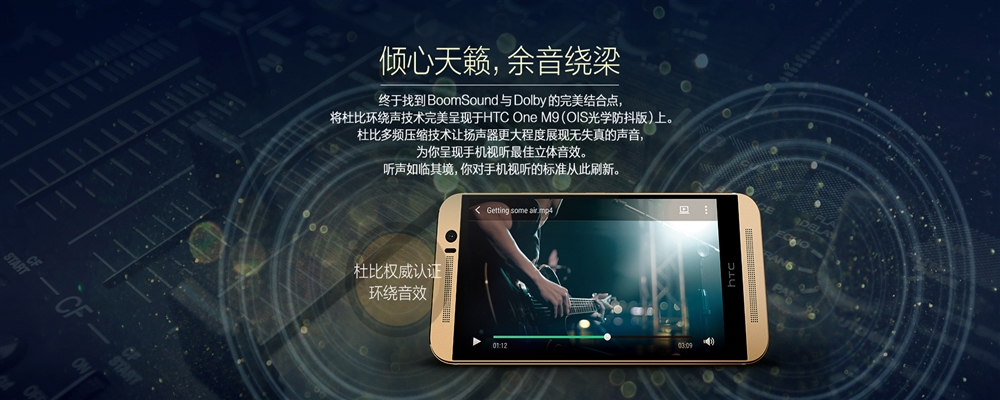 倾心天籁，余音绕梁
终于找到BoomSound与Dolby的完美结合点，
将杜比环绕声技术完美呈现于HTC One M9（OIS光学防抖版）上。
杜比多频压缩技术让扬声器更大程度展现无失真的声音，
为你呈现手机视听最佳立体音效。
听声如临其境，你对手机视听的标准从此刷新。
Getting some air.mp4
杜比权威认证
环绕音效
hTC
01:12
03:09
CF
START
CF
DELAY
ECHO
CF
START